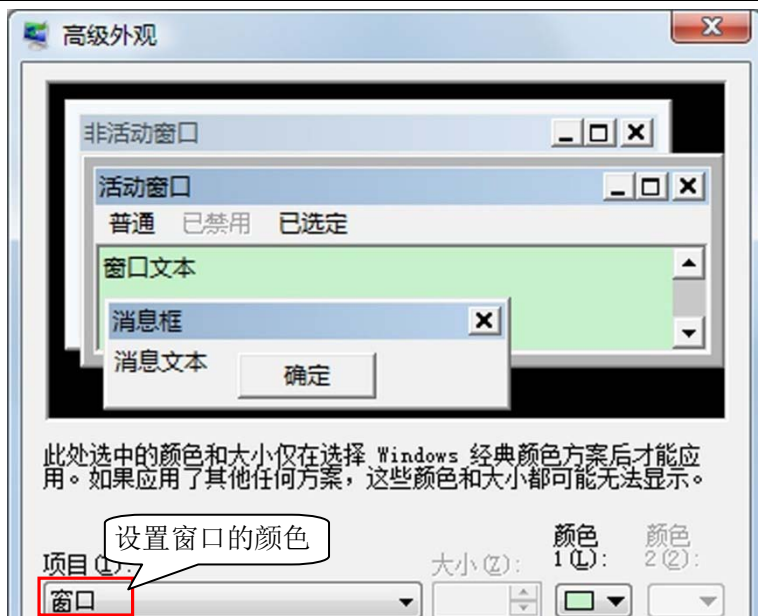 高级外观
非活动窗口
活动窗口
普通 已禁用 已选定
窗口文本
消息框
消息文本
确定
此处选中的颜色和大小仅在选择 Windows 经典颜色方案后才能应
用。如果应用了其他任何方案，这些颜色和大小都可能无法显示。
设置窗口的颜色
项目(I):
大小(Z):
颜色
1(L):
颜色
2(2):
窗口